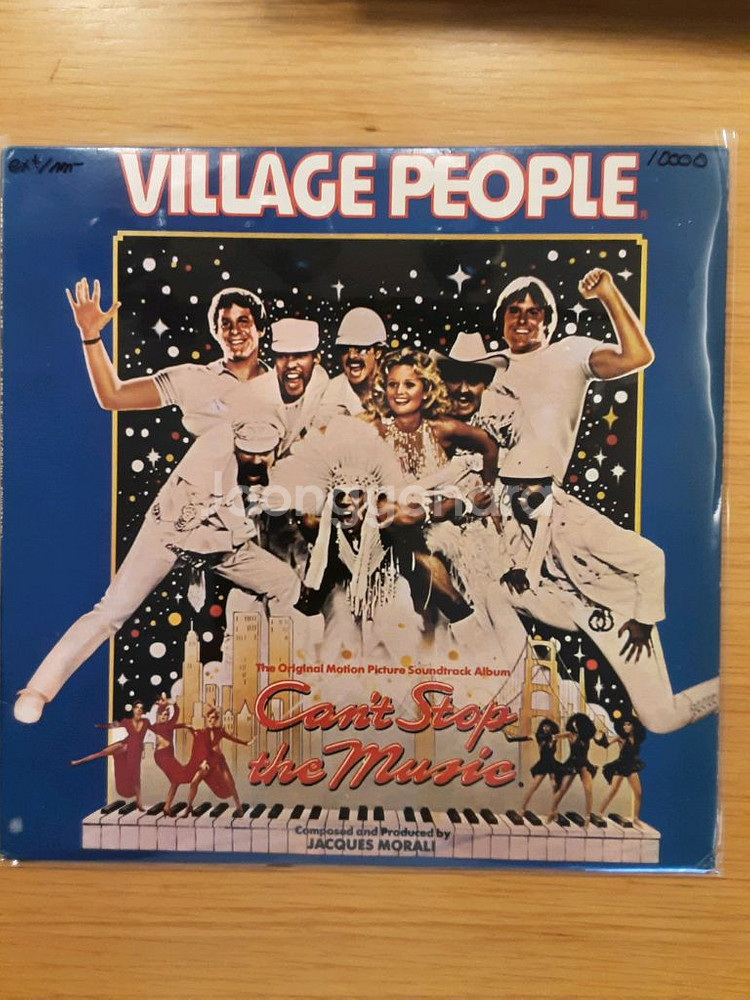 VILLAGE PEOPLE
10000
Joonggonara
The Original Motion Picture Soundtrack Album
Can't Stop
the Music
Composed and Produced by
JACQUES MORALI